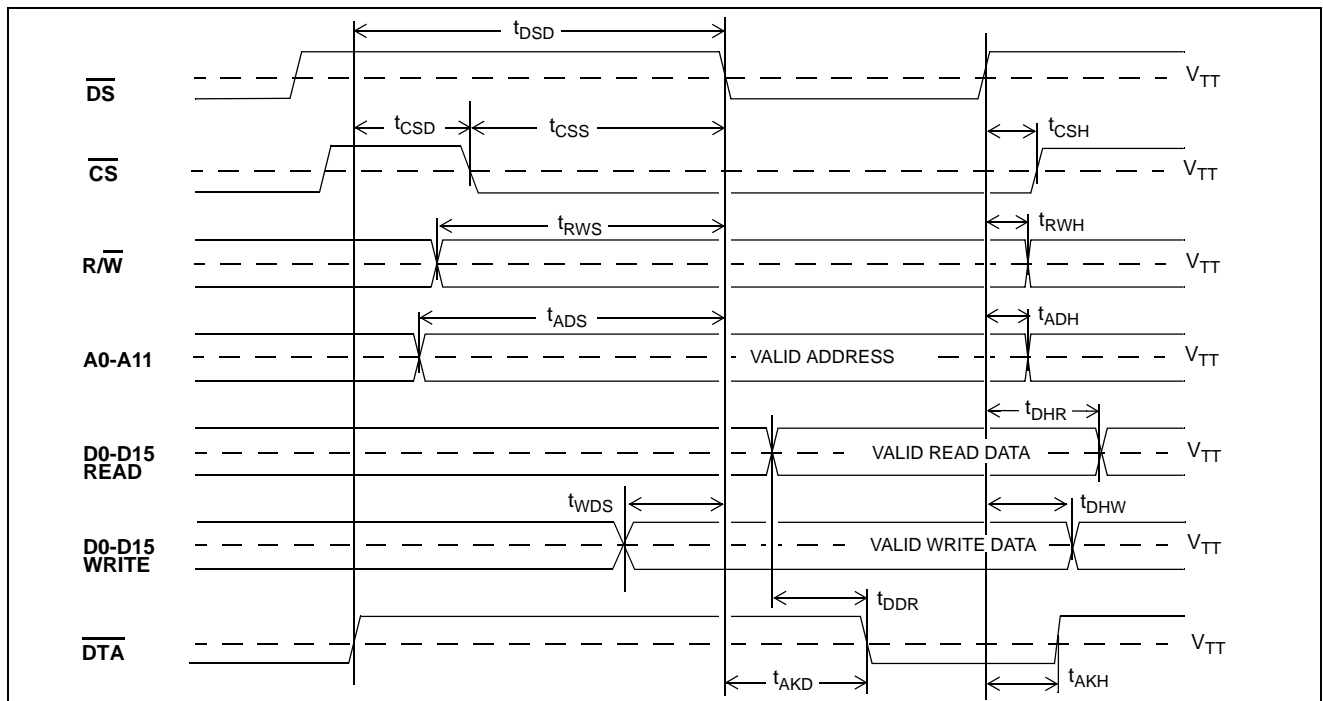 tDSD
DS VTT
tCSD tCSS tCSH
CS VTT
tRWS tRWH
R/W VTT
tADS tADH
A0-A11 VALID ADDRESS VTT
tDHR
D0-D15
READ VALID READ DATA VTT
tWDS tDHW
D0-D15
WRITE VALID WRITE DATA VTT
tDDR
DTA VTT
tAKD tAKH